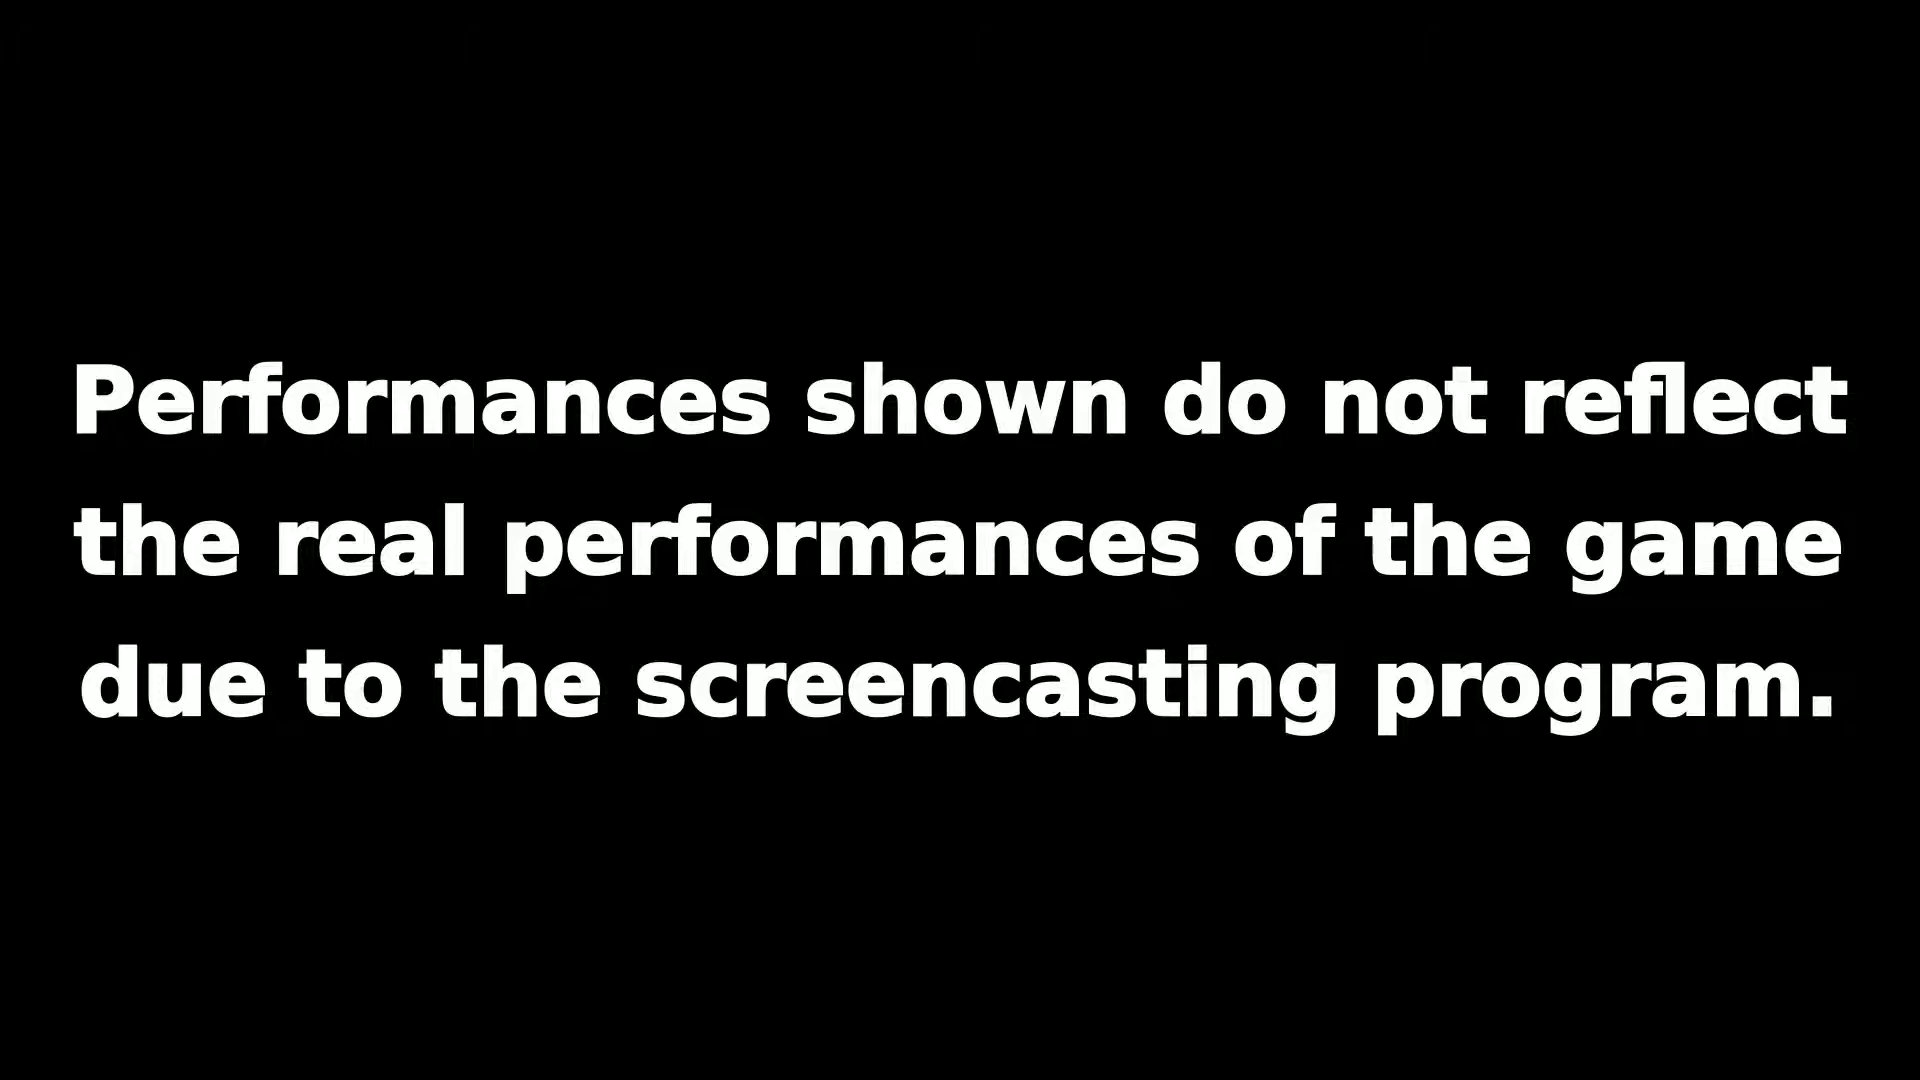 Performances shown do not reflect
the real performances of the game
due to the screencasting program.